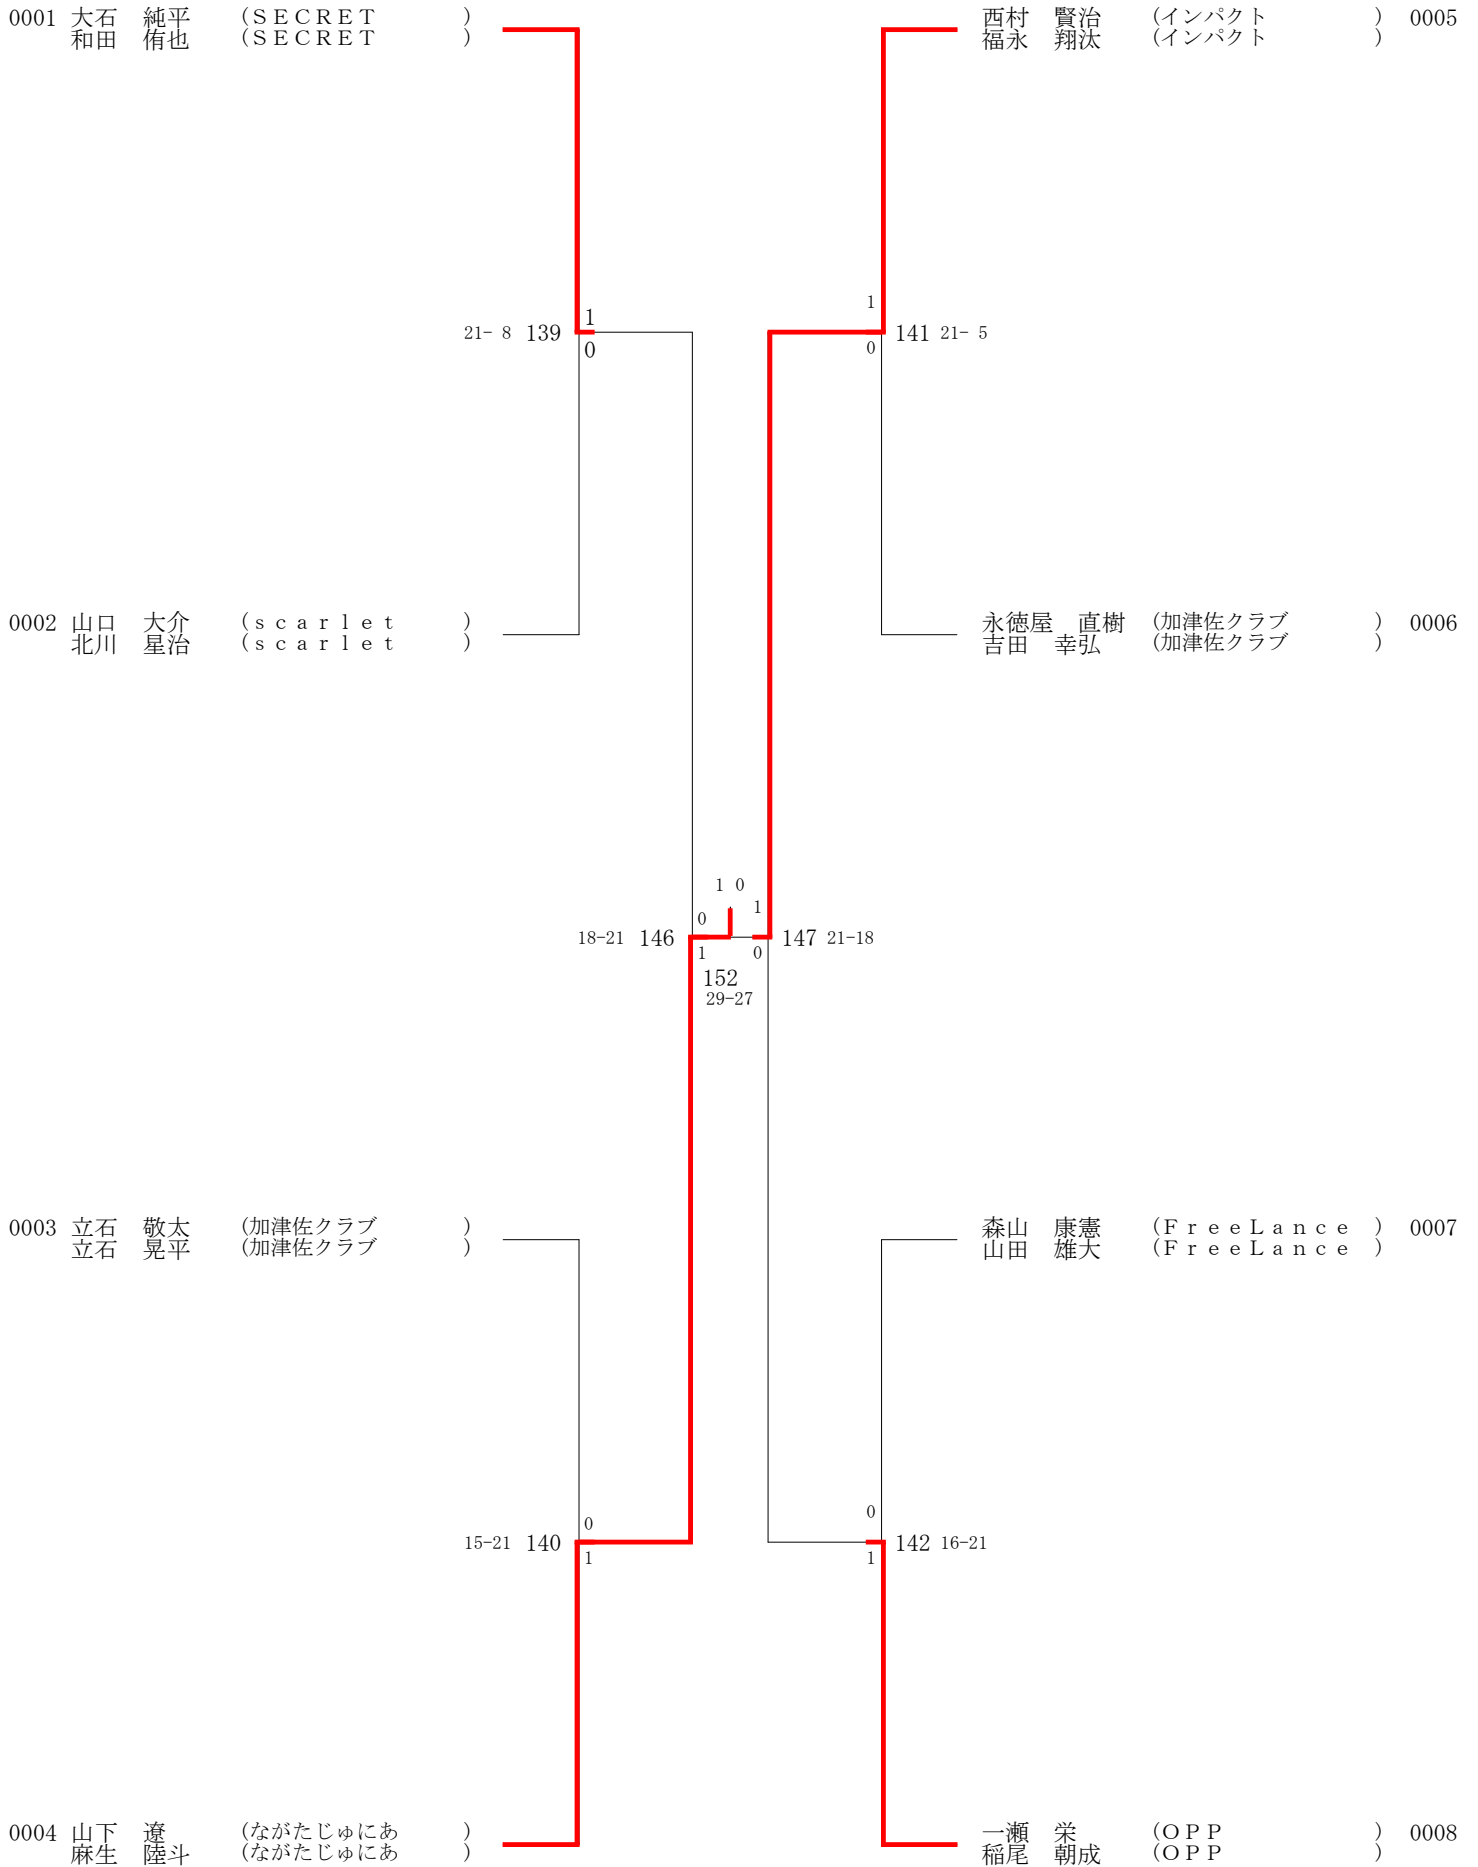 0001 大石　純平　（ＳＥＣＲＥＴ　　　）
和田　侑也　（ＳＥＣＲＥＴ　　　）
西村　賢治　（インパクト　　　　） 0005
福永　翔汰　（インパクト　　　　）
1
21- 8 139 1
0
0 141 21- 5
0002 山口　大介　（ｓｃａｒｌｅｔ　　）
北川　星治　（ｓｃａｒｌｅｔ　　）
永徳屋　直樹　（加津佐クラブ　　　） 0006
吉田　幸弘　（加津佐クラブ　　　）
1 0
0
1
18-21 146
147 21-18
1
0
152
29-27
0003 立石　敬太　（加津佐クラブ　　　）
立石　晃平　（加津佐クラブ　　　）
森山　康憲　（ＦｒｅｅＬａｎｃｅ） 0007
山田　雄大　（ＦｒｅｅＬａｎｃｅ）
0
0
15-21 140
142 16-21
1
1
0004 山下　遼　（ながたじゅにあ　　）
麻生　陸斗　（ながたじゅにあ　　）
一瀬　栄　（ＯＰＰ　　　　　　） 0008
稲尾　朝成　（ＯＰＰ　　　　　　）